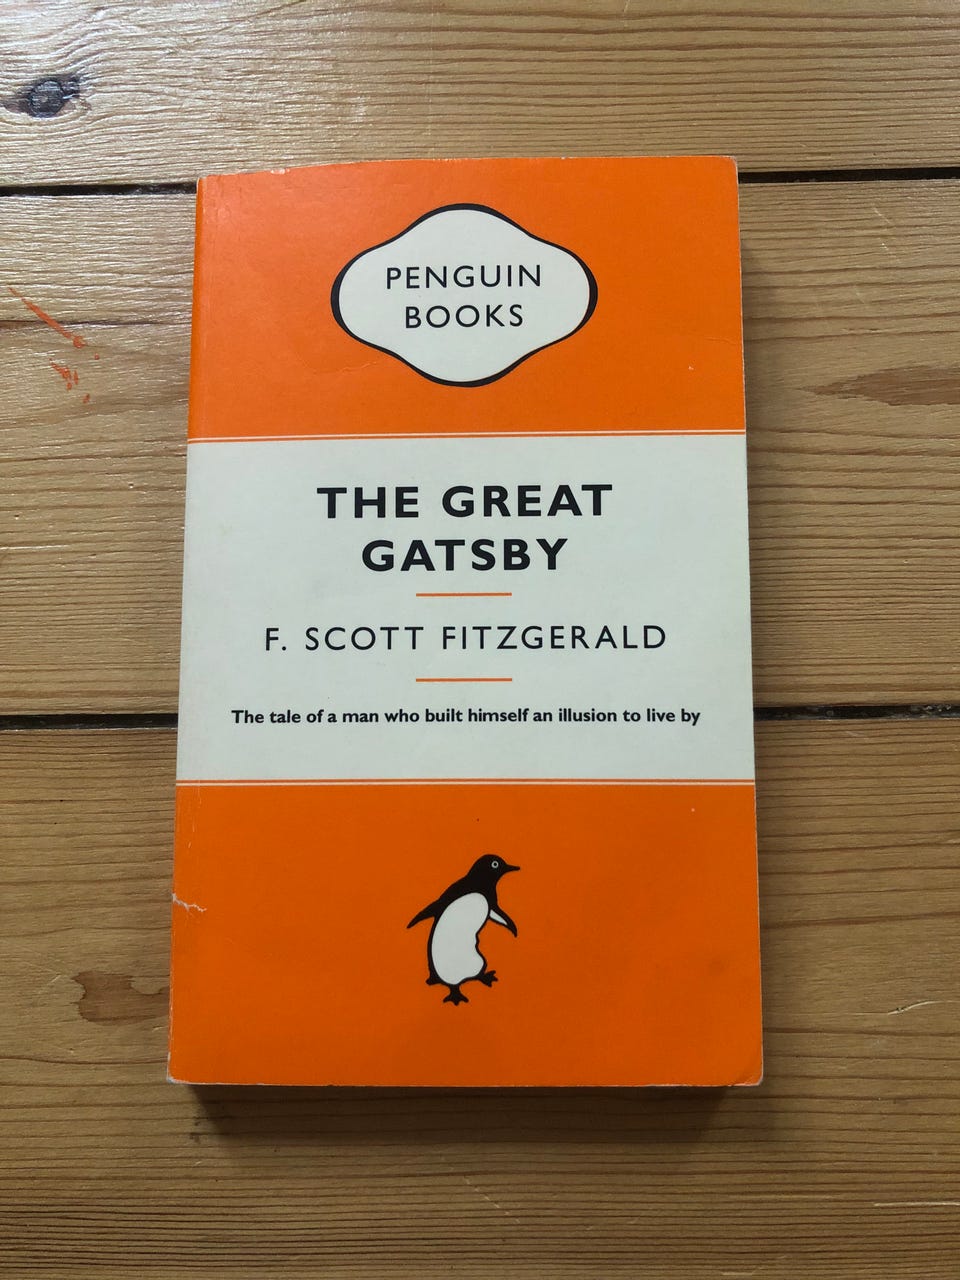 PENGUIN
BOOKS
THE GREAT
GATSBY
F. SCOTT FITZGERALD
The tale of a man who built himself an illusion to live by